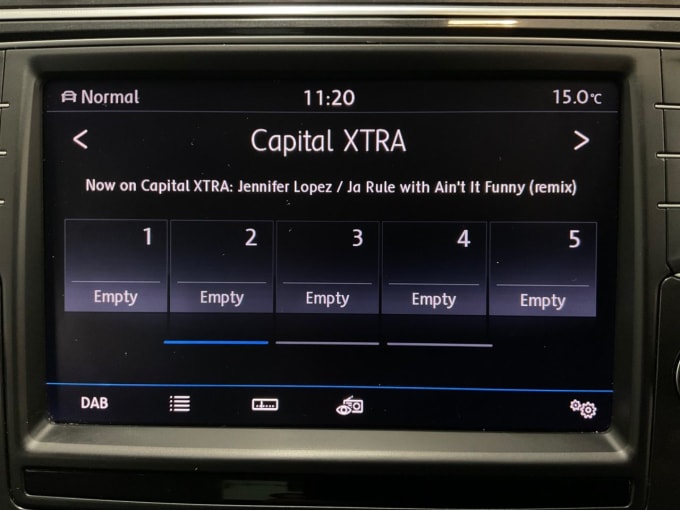 Normal 11:20 15.0°C
< Capital XTRA >
Now on Capital XTRA: Jennifer Lopez / Ja Rule with Ain't It Funny (remix)
1 2 3 4 5
Empty Empty Empty Empty Empty
DAB